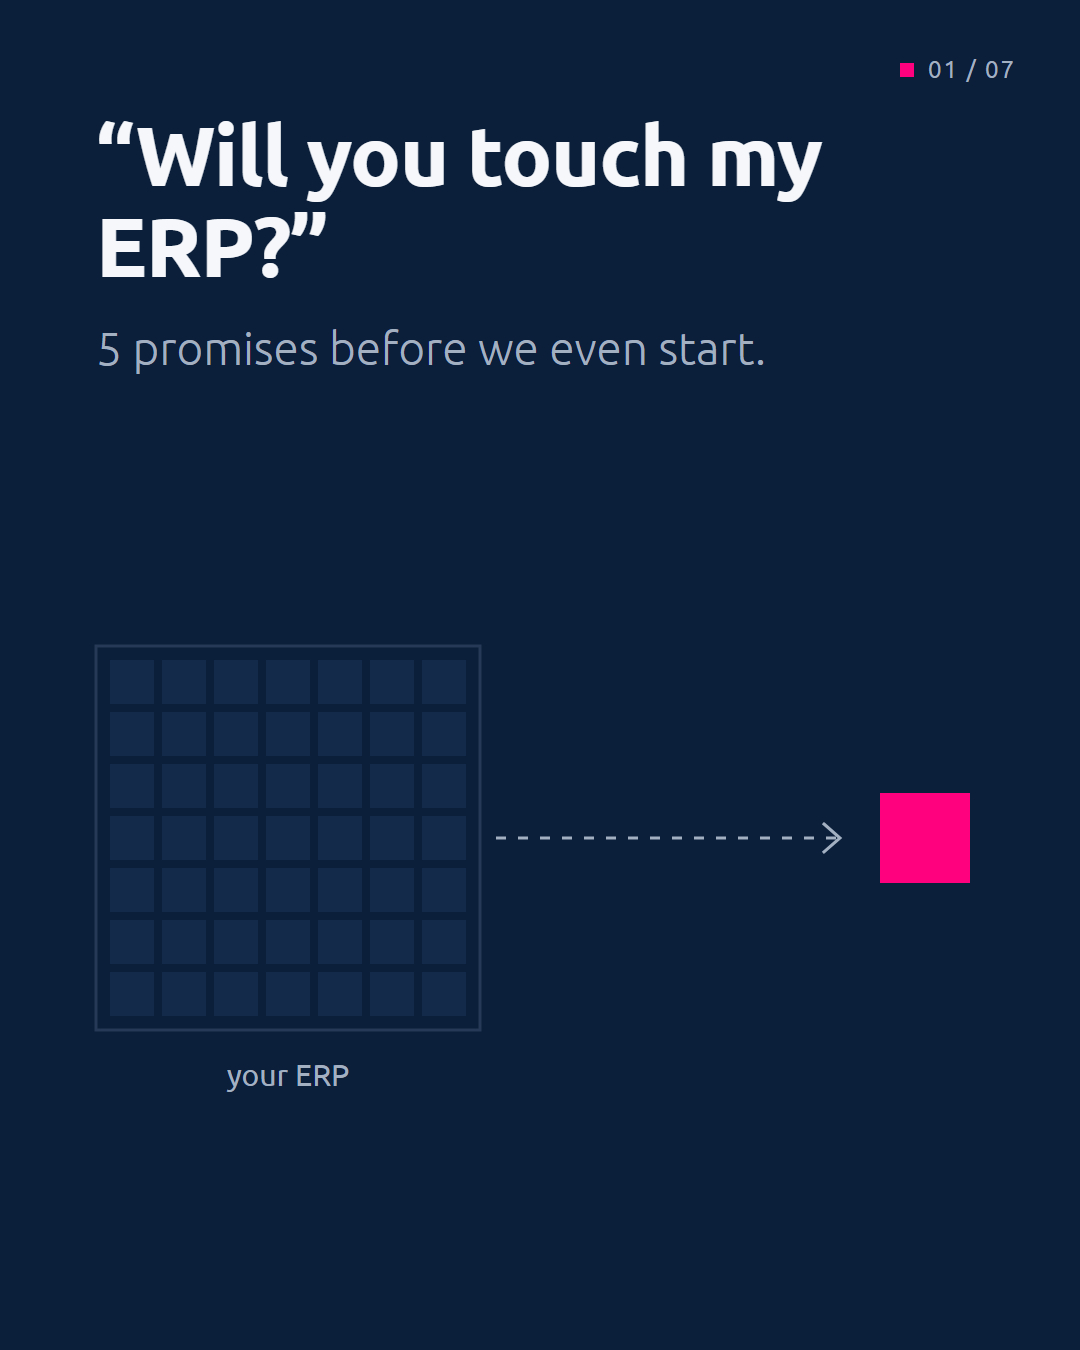 01 / 07
“Will you touch my
ERP?”
5 promises before we even start.
your ERP